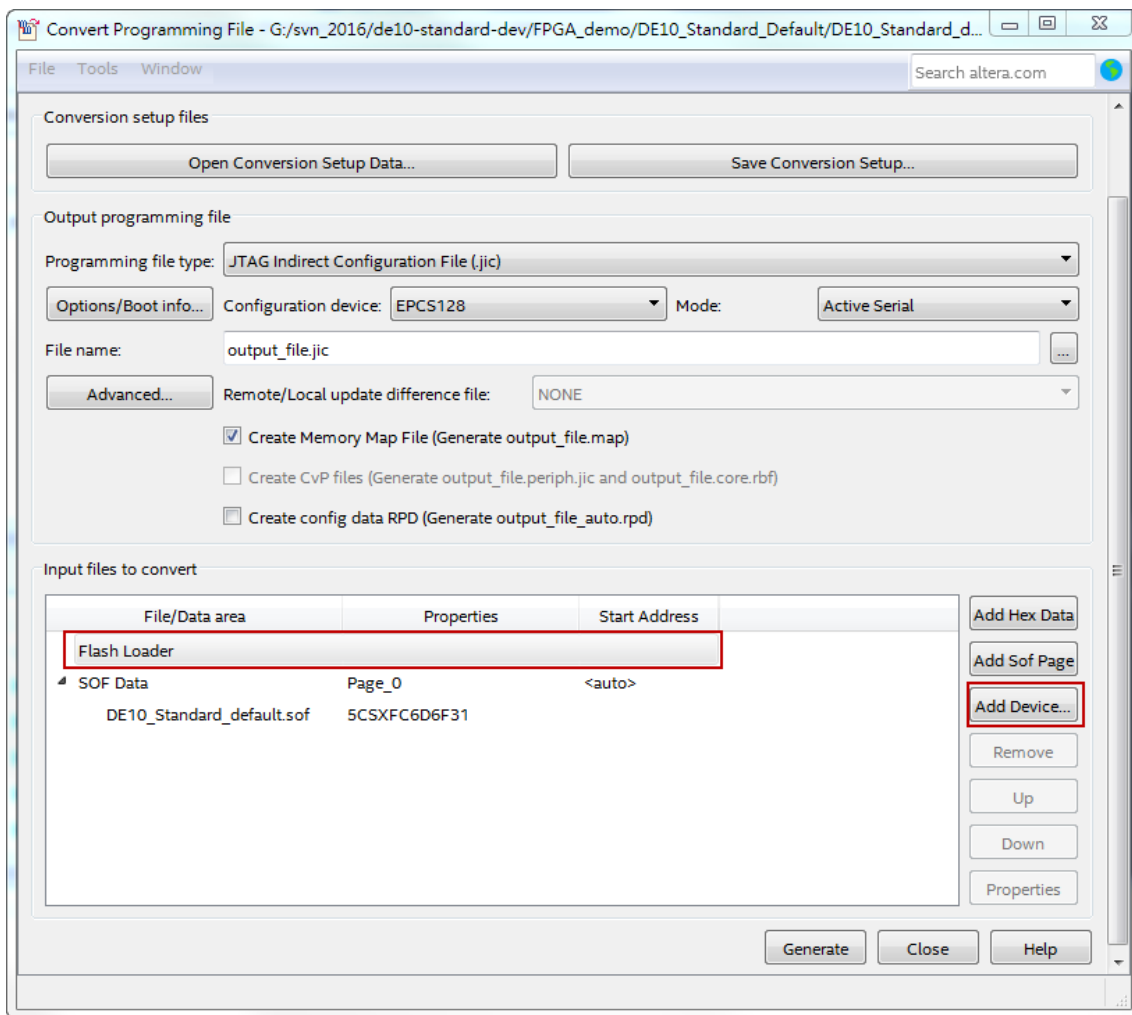 Convert Programming File - G:/svn_2016/de10-standard-dev/FPGA_demo/DE10_Standard_Default/DE10_Standard_d...
File Tools Window Search altera.com
Conversion setup files
Open Conversion Setup Data... Save Conversion Setup...
Output programming file
Programming file type: JTAG Indirect Configuration File (.jic)
Options/Boot info... Configuration device: EPCS128 Mode: Active Serial
File name: output_file.jic ...
Advanced... Remote/Local update difference file: NONE
Create Memory Map File (Generate output_file.map)
Create CvP files (Generate output_file.periph.jic and output_file.core.rbf)
Create config data RPD (Generate output_file_auto.rpd)
Input files to convert
File/Data area Properties Start Address Add Hex Data
Flash Loader
Add Sof Page
SOF Data Page_0 <auto>
DE10_Standard_default.sof 5CSXFC6D6F31 Add Device...
Remove
Up
Down
Properties
Generate Close Help